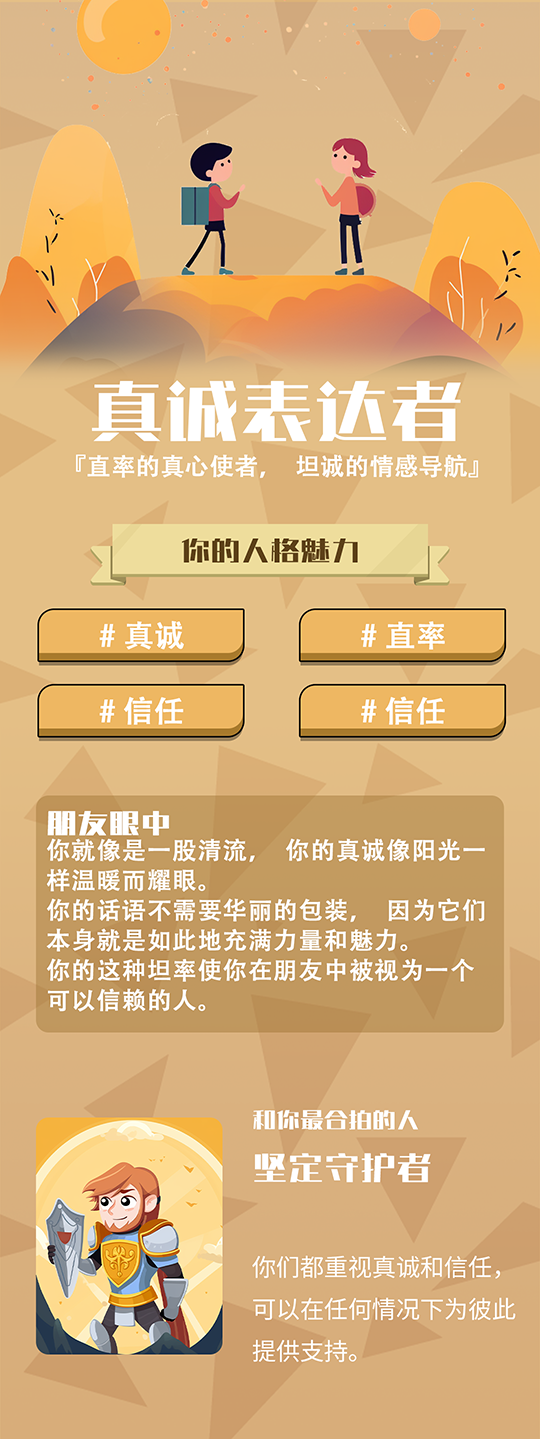 真诚表达者
『直率的真心使者， 坦诚的情感导航』
你的人格魅力
# 真诚
# 直率
# 信任
# 信任
朋友眼中
你就像是一股清流， 你的真诚像阳光一
样温暖而耀眼。
你的话语不需要华丽的包装， 因为它们
本身就是如此地充满力量和魅力。
你的这种坦率使你在朋友中被视为一个
可以信赖的人。
和你最合拍的人
坚定守护者
你们都重视真诚和信任，
可以在任何情况下为彼此
提供支持。